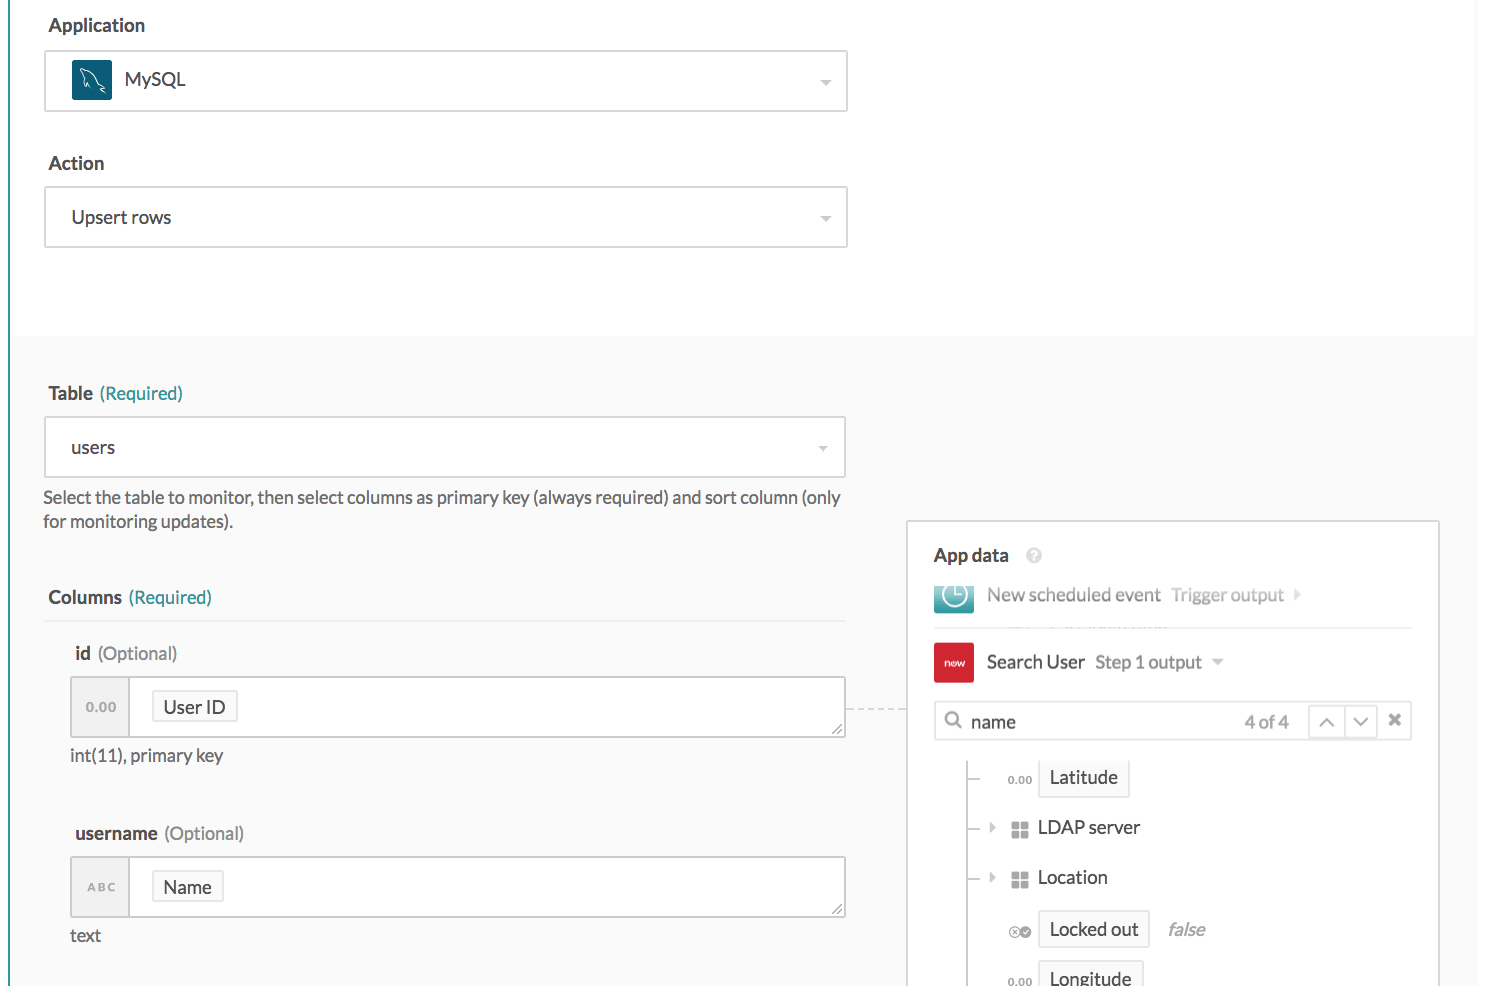 Application
MySQL
Action
Upsert rows
Table (Required)
users
Select the table to monitor, then select columns as primary key (always required) and sort column (only
for monitoring updates).
Columns (Required)
id (Optional)
0.00 User ID
int(11), primary key
username (Optional)
ABC Name
text
App data ?
New scheduled event Trigger output
now Search User Step 1 output
name 4 of 4
0.00 Latitude
LDAP server
Location
Locked out false
0.00 Longitude